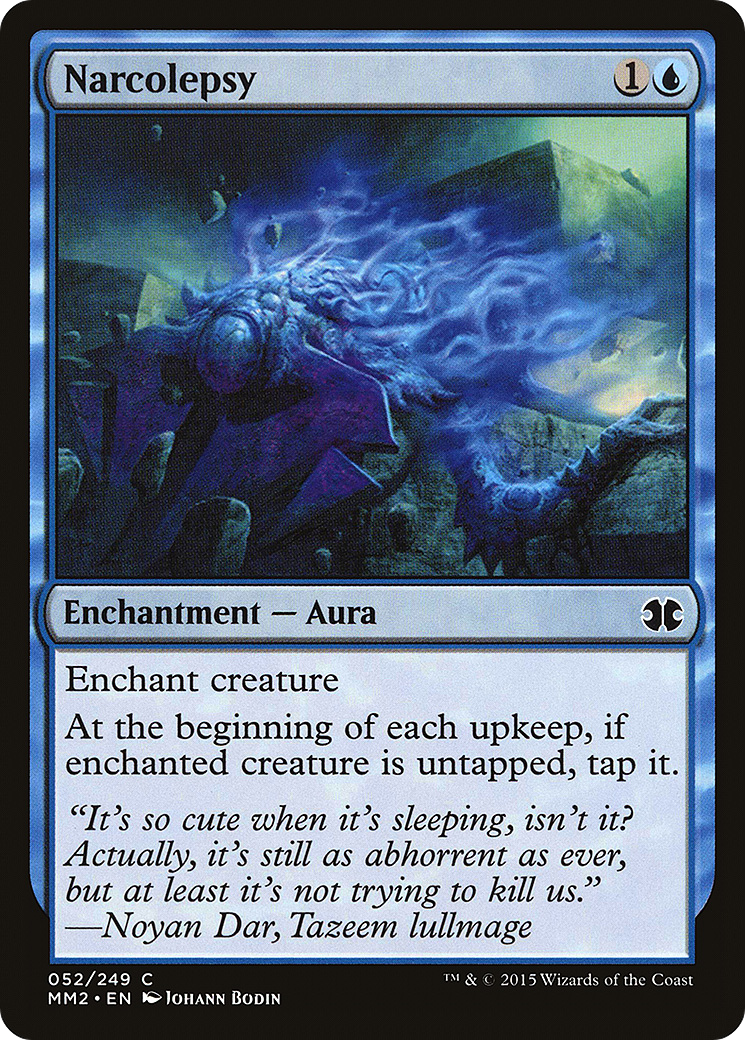 Narcolepsy 1
Enchantment — Aura
Enchant creature
At the beginning of each upkeep, if
enchanted creature is untapped, tap it.
“It’s so cute when it’s sleeping, isn’t it?
Actually, it’s still as abhorrent as ever,
but at least it’s not trying to kill us.”
—Noyan Dar, Tazeem lullmage
052/249 C
MM2 • EN Johann Bodin
™ & © 2015 Wizards of the Coast